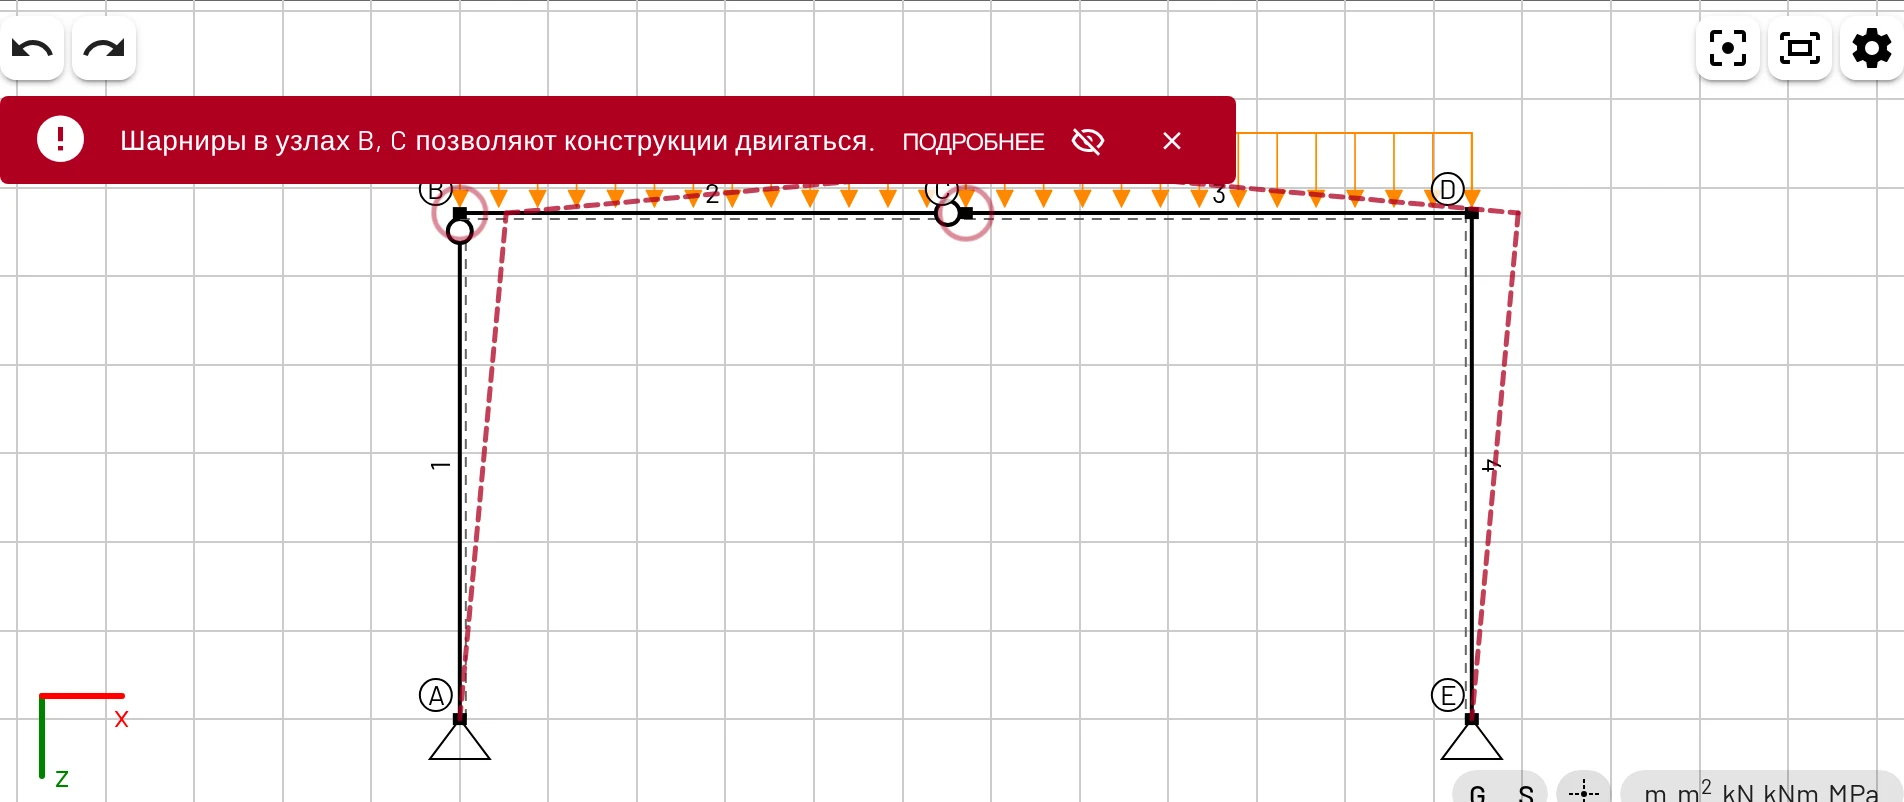 Шарниры в узлах B, C позволяют конструкции двигаться. ПОДРОБНЕЕ
B 2 C 3 D
1 4
A E
x
z
G S m m² kN kNm MPa